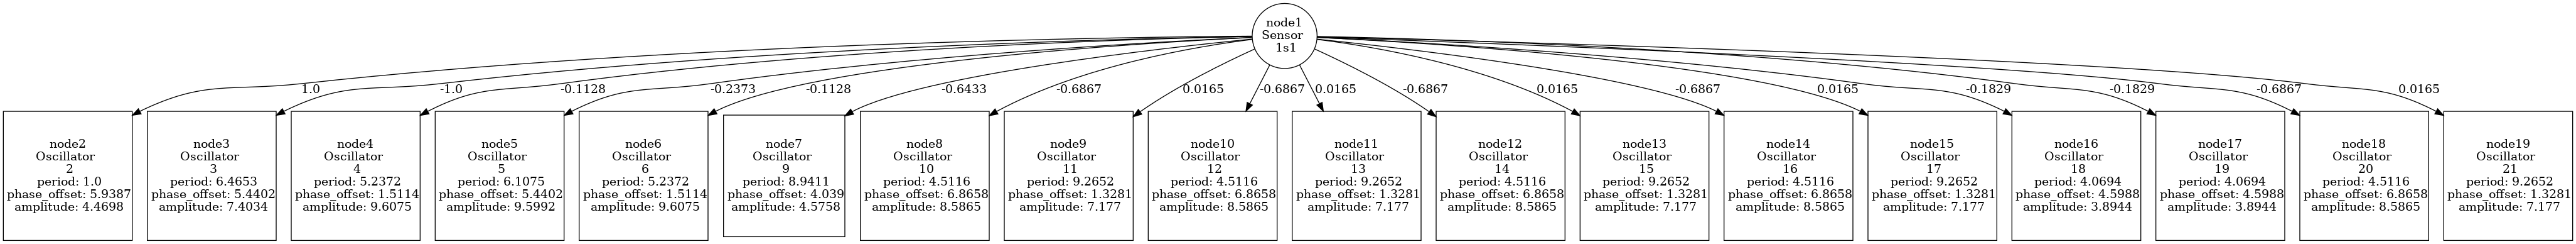 node1
Sensor
1s1
1.0
-1.0
-0.1128
-0.2373
-0.1128
-0.6433
-0.6867
0.0165
-0.6867
0.0165
-0.6867
0.0165
-0.6867
0.0165
-0.1829
-0.1829
-0.6867
0.0165
node2
Oscillator
2
period: 1.0
phase_offset: 5.9387
amplitude: 4.4698
node3
Oscillator
3
period: 6.4653
phase_offset: 5.4402
amplitude: 7.4034
node4
Oscillator
4
period: 5.2372
phase_offset: 1.5114
amplitude: 9.6075
node5
Oscillator
5
period: 6.1075
phase_offset: 5.4402
amplitude: 9.5992
node6
Oscillator
6
period: 5.2372
phase_offset: 1.5114
amplitude: 9.6075
node7
Oscillator
9
period: 8.9411
phase_offset: 4.039
amplitude: 4.5758
node8
Oscillator
10
period: 4.5116
phase_offset: 6.8658
amplitude: 8.5865
node9
Oscillator
11
period: 9.2652
phase_offset: 1.3281
amplitude: 7.177
node10
Oscillator
12
period: 4.5116
phase_offset: 6.8658
amplitude: 8.5865
node11
Oscillator
13
period: 9.2652
phase_offset: 1.3281
amplitude: 7.177
node12
Oscillator
14
period: 4.5116
phase_offset: 6.8658
amplitude: 8.5865
node13
Oscillator
15
period: 9.2652
phase_offset: 1.3281
amplitude: 7.177
node14
Oscillator
16
period: 4.5116
phase_offset: 6.8658
amplitude: 8.5865
node15
Oscillator
17
period: 9.2652
phase_offset: 1.3281
amplitude: 7.177
node16
Oscillator
18
period: 4.0694
phase_offset: 4.5988
amplitude: 3.8944
node17
Oscillator
19
period: 4.0694
phase_offset: 4.5988
amplitude: 3.8944
node18
Oscillator
20
period: 4.5116
phase_offset: 6.8658
amplitude: 8.5865
node19
Oscillator
21
period: 9.2652
phase_offset: 1.3281
amplitude: 7.177